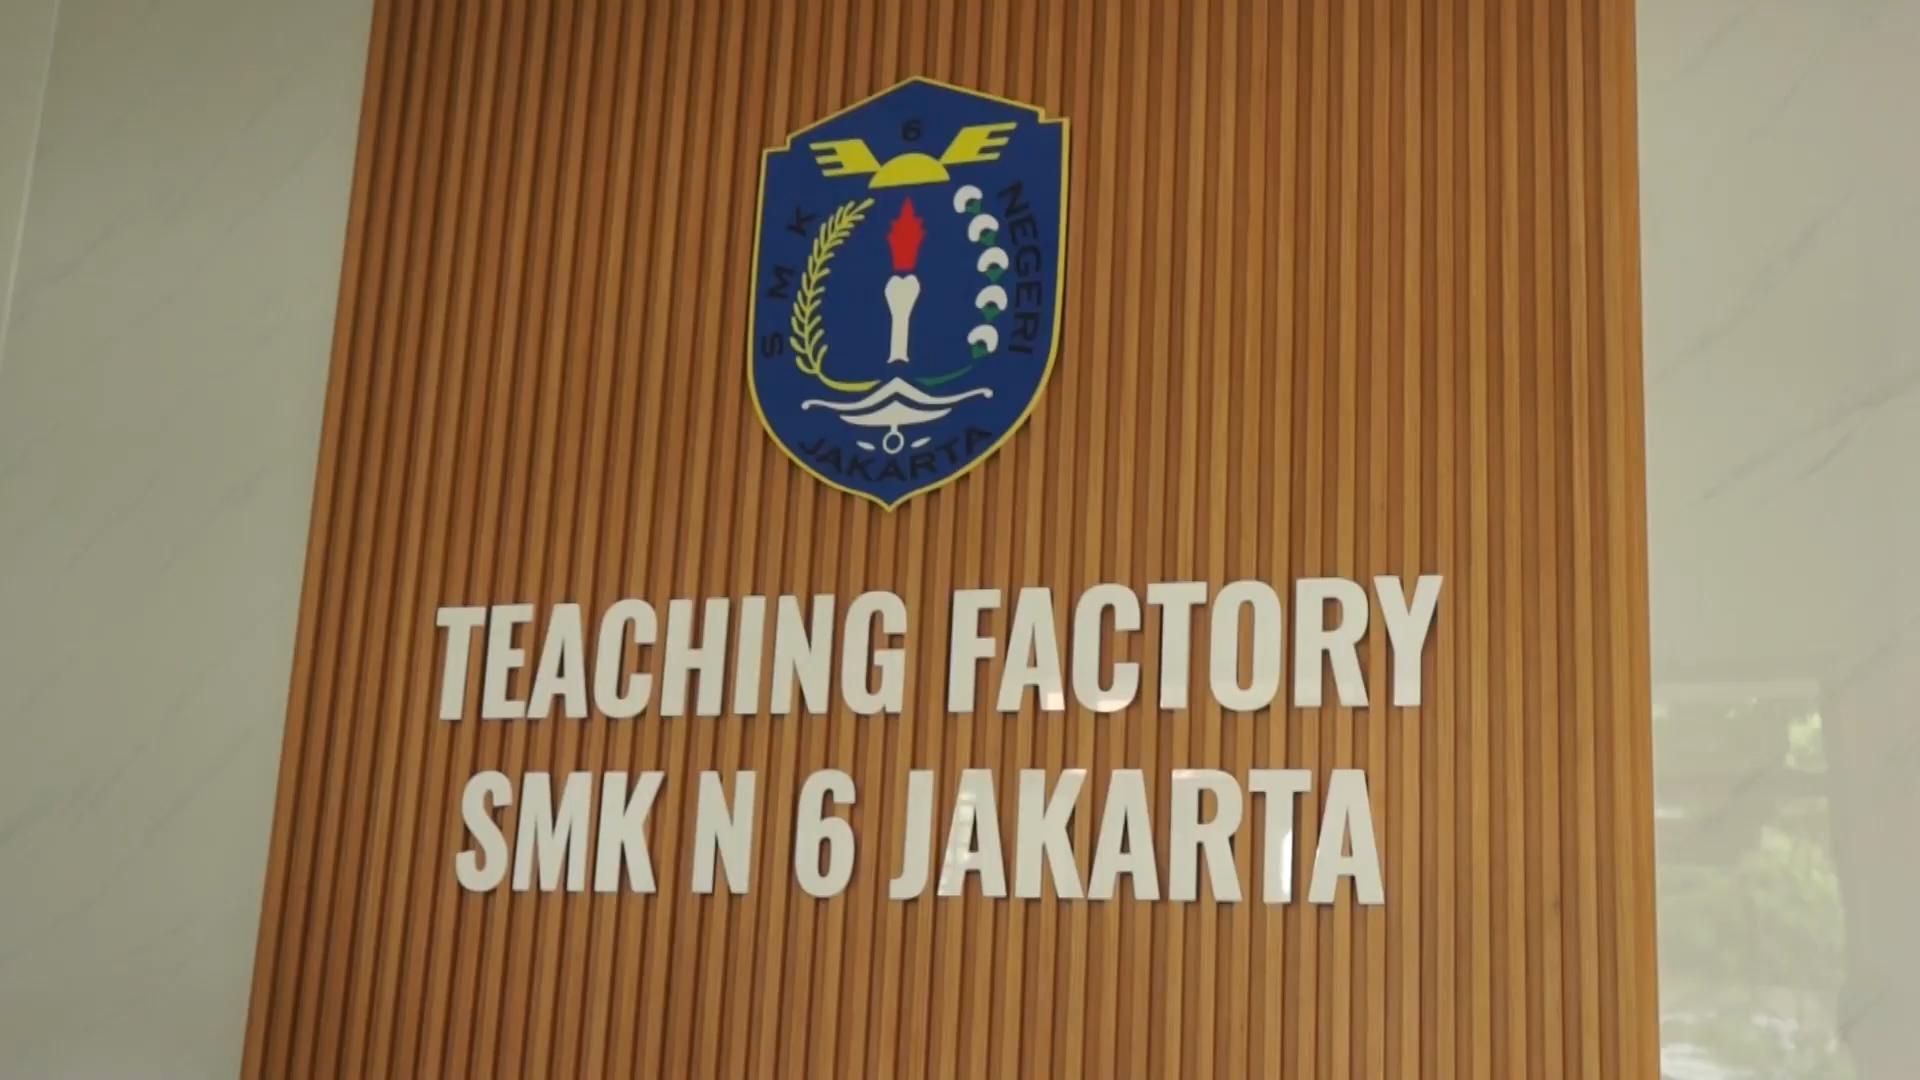 6
SMK
NEGERI
JAKARTA
TEACHING FACTORY
SMK N 6 JAKARTA